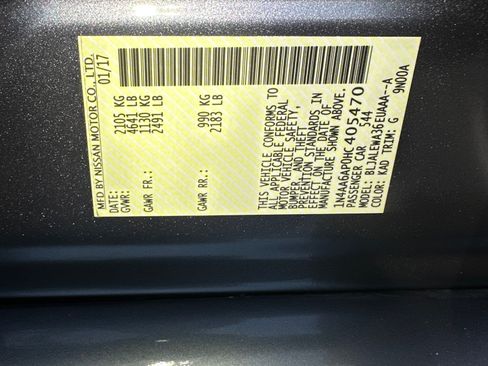 MFD BY NISSAN MOTOR CO., LTD.
01/17
2105 KG
GVWR: 4641 LB
1130 KG
GAWR FR: 2491 LB
990 KG
GAWR RR: 2183 LB
THIS VEHICLE CONFORMS TO
ALL APPLICABLE FEDERAL
MOTOR VEHICLE SAFETY,
BUMPER, AND THEFT
PREVENTION STANDARDS IN
EFFECT ON THE DATE OF
MANUFACTURE SHOWN ABOVE.
1N4AA6AP0HC405470
PASSENGER CAR 544
MODEL: BLJALEWA36EUAAA--A
COLOR: KAD TRIM: G 9N00A